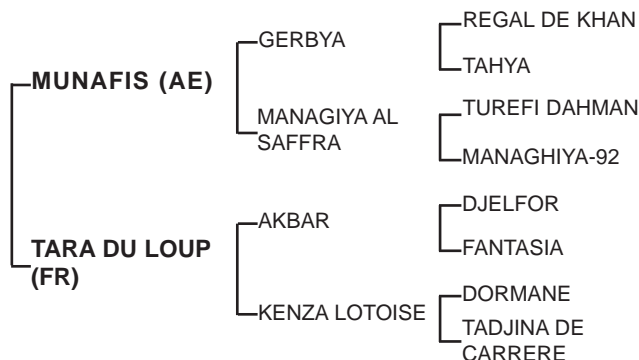 MUNAFIS (AE)
GERBYA
REGAL DE KHAN
TAHYA
MANAGIYA AL
SAFFRA
TUREFI DAHMAN
MANAGHIYA-92
TARA DU LOUP
(FR)
AKBAR
DJELFOR
FANTASIA
KENZA LOTOISE
DORMANE
TADJINA DE
CARRERE